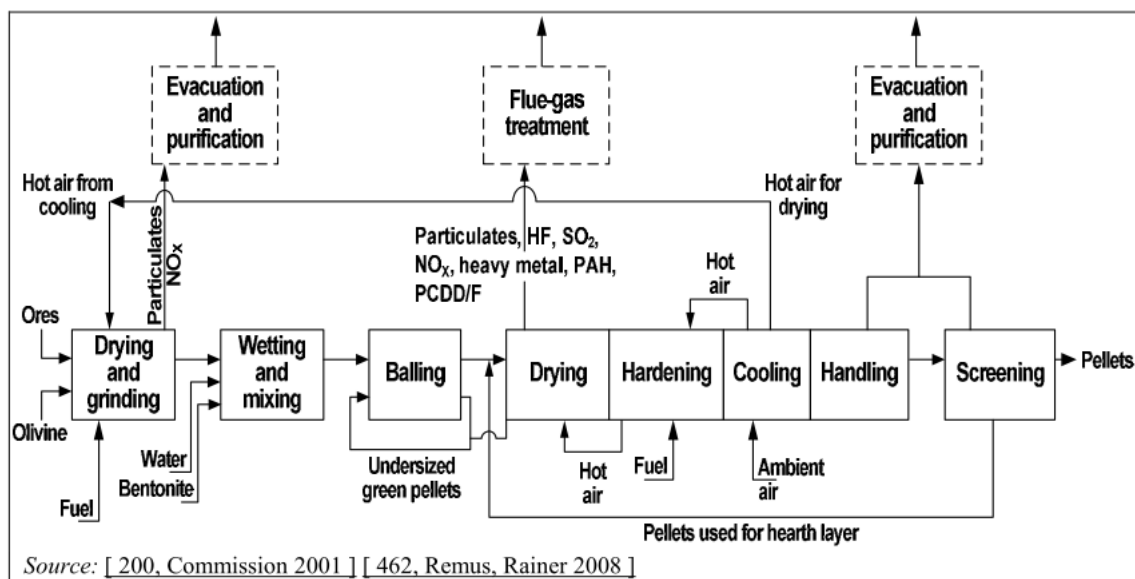 Evacuation
and
purification
Flue-gas
treatment
Evacuation
and
purification
Hot air from
cooling
Particulates
NOX
Hot air for
drying
Particulates, HF, SO2,
NOX, heavy metal, PAH,
PCDD/F
Hot
air
Ores
Olivine
Drying
and
grinding
Wetting
and
mixing
Balling
Drying
Hardening
Cooling
Handling
Screening
Pellets
Fuel
Water
Bentonite
Undersized
green pellets
Hot
air
Fuel
Ambient
air
Pellets used for hearth layer
Source: [ 200, Commission 2001 ] [ 462, Remus, Rainer 2008 ]